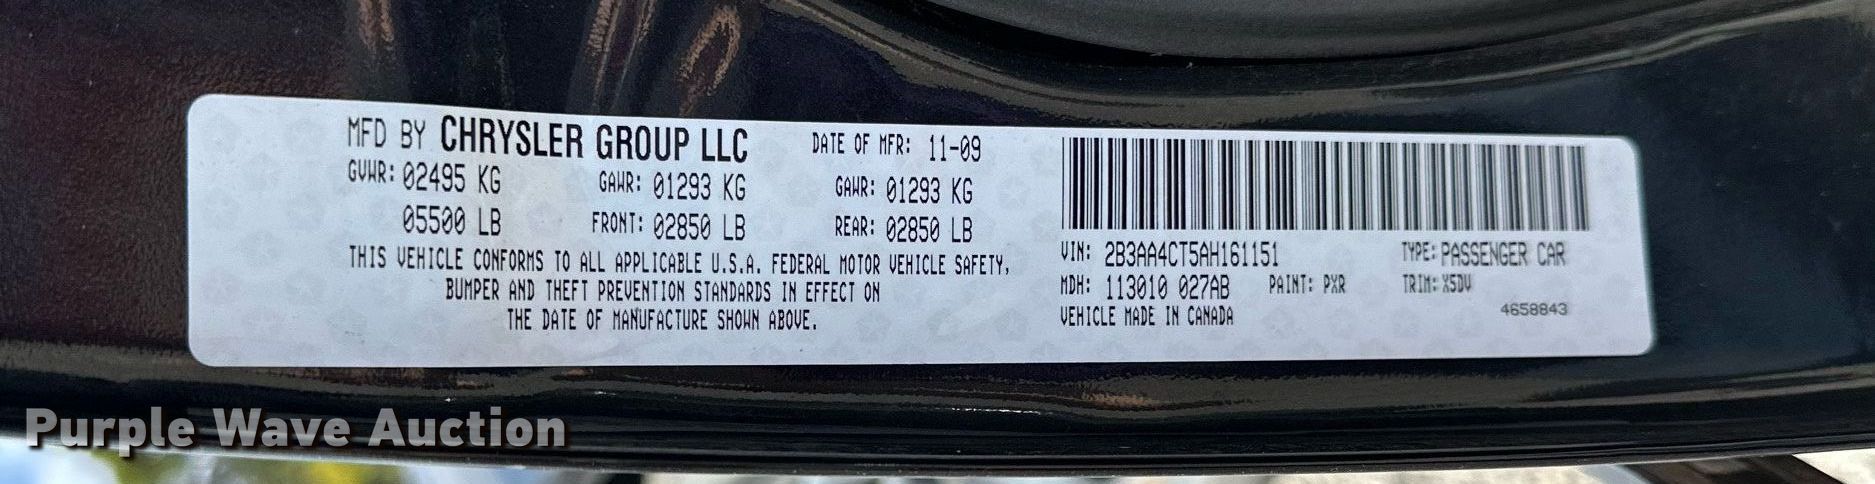 MFD BY CHRYSLER GROUP LLC DATE OF MFR: 11-09
GVWR: 02495 KG GAWR: 01293 KG GAWR: 01293 KG
05500 LB FRONT: 02850 LB REAR: 02850 LB
THIS VEHICLE CONFORMS TO ALL APPLICABLE U.S.A. FEDERAL MOTOR VEHICLE SAFETY,
BUMPER AND THEFT PREVENTION STANDARDS IN EFFECT ON
THE DATE OF MANUFACTURE SHOWN ABOVE.
VIN: 2B3AA4CT5AH161151 TYPE: PASSENGER CAR
MDH: 113010 027AB PAINT: PXR TRIM: X5DV
VEHICLE MADE IN CANADA 4658843
Purple Wave Auction